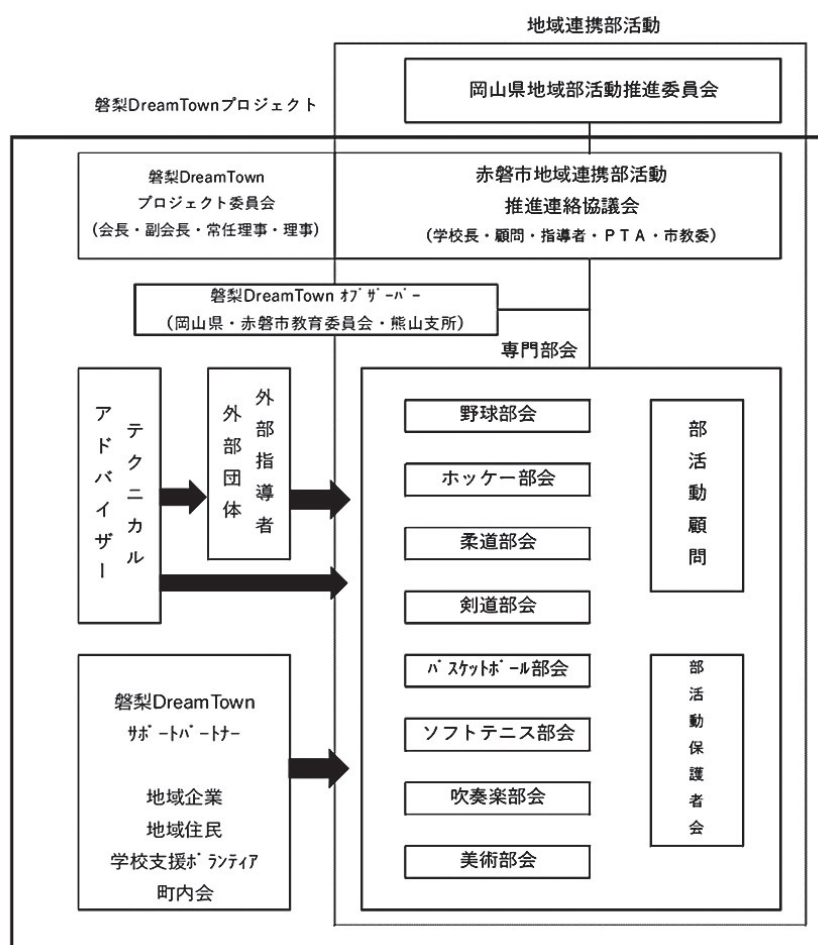 地域連携部活動
岡山県地域部活動推進委員会
磐梨DreamTownプロジェクト
磐梨DreamTown
プロジェクト委員会
(会長・副会長・常任理事・理事)
赤磐市地域連携部活動
推進連絡協議会
(学校長・顧問・指導者・PTA・市教委)
磐梨DreamTown ｵﾌﾞｻﾞｰﾊﾞｰ
(岡山県・赤磐市教育委員会・熊山支所)
専門部会
テクニカル
アドバイザー
外部指導者
外部団体
野球部会
ホッケー部会
柔道部会
剣道部会
ﾊﾞｽｹｯﾄﾎﾞｰﾙ部会
ソフトテニス部会
吹奏楽部会
美術部会
部活動顧問
部活動保護者会
磐梨DreamTown
ｻﾎﾟｰﾄﾊﾟｰﾄﾅｰ
地域企業
地域住民
学校支援ﾎﾞﾗﾝﾃｨｱ
町内会